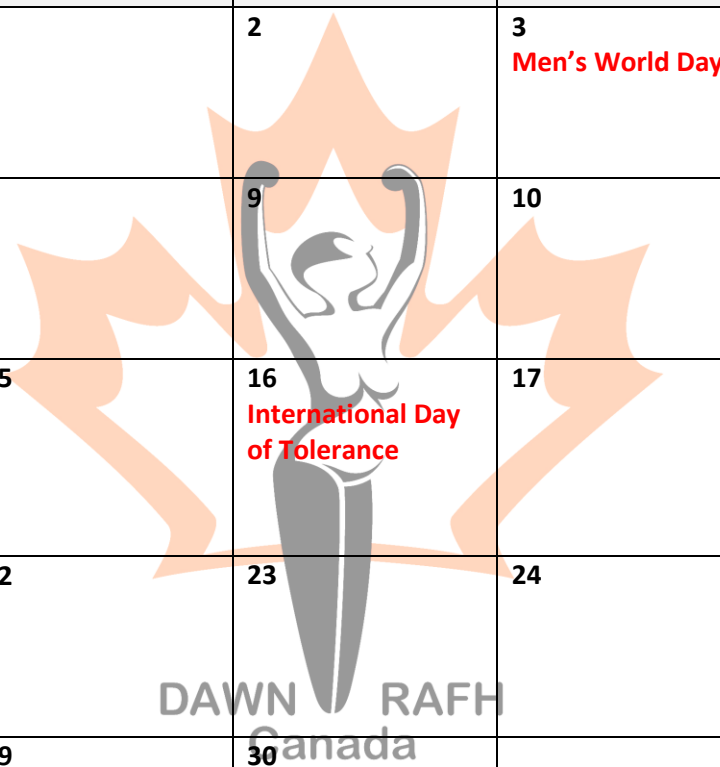 2
3
Men's World Day
9
10
5
16
17
International Day
of Tolerance
2
23
24
DAWN RAFH
Canada
9
30